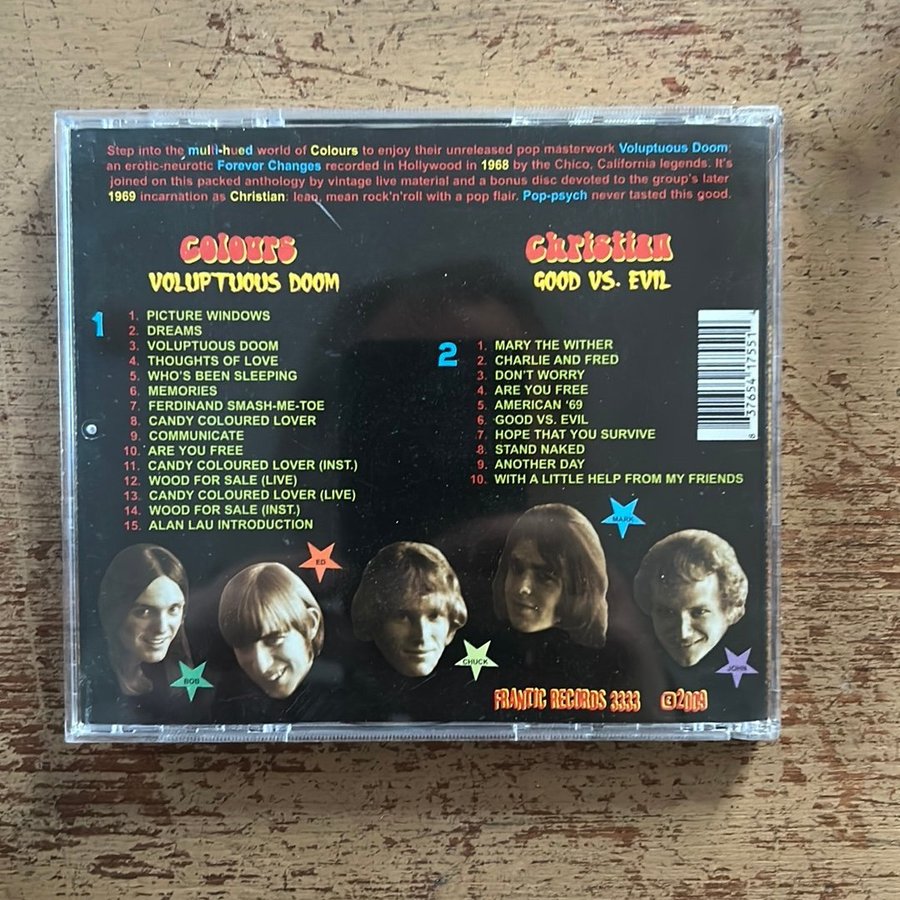 Step into the multi-hued world of Colours to enjoy their unreleased pop masterwork Voluptuous Doom;
an erotic-neurotic Forever Changes recorded in Hollywood in 1968 by the Chico, California legends. It's
joined on this packed anthology by vintage live material and a bonus disc devoted to the group's later
1969 incarnation as Christian: lean, mean rock'n'roll with a pop flair. Pop-psych never tasted this good.
Colours
VOLUPTUOUS DOOM
1
1. PICTURE WINDOWS
2. DREAMS
3. VOLUPTUOUS DOOM
4. THOUGHTS OF LOVE
5. WHO'S BEEN SLEEPING
6. MEMORIES
7. FERDINAND SMASH-ME-TOE
8. CANDY COLOURED LOVER
9. COMMUNICATE
10. ARE YOU FREE
11. CANDY COLOURED LOVER (INST.)
12. WOOD FOR SALE (LIVE)
13. CANDY COLOURED LOVER (LIVE)
14. WOOD FOR SALE (INST.)
15. ALAN LAU INTRODUCTION
Christian
GOOD VS. EVIL
2
1. MARY THE WITHER
2. CHARLIE AND FRED
3. DON'T WORRY
4. ARE YOU FREE
5. AMERICAN '69
6. GOOD VS. EVIL
7. HOPE THAT YOU SURVIVE
8. STAND NAKED
9. ANOTHER DAY
10. WITH A LITTLE HELP FROM MY FRIENDS
8 37654 17551 4
BOB
ED
CHUCK
MARK
JOHN
FRANTIC RECORDS 3333 ©2009